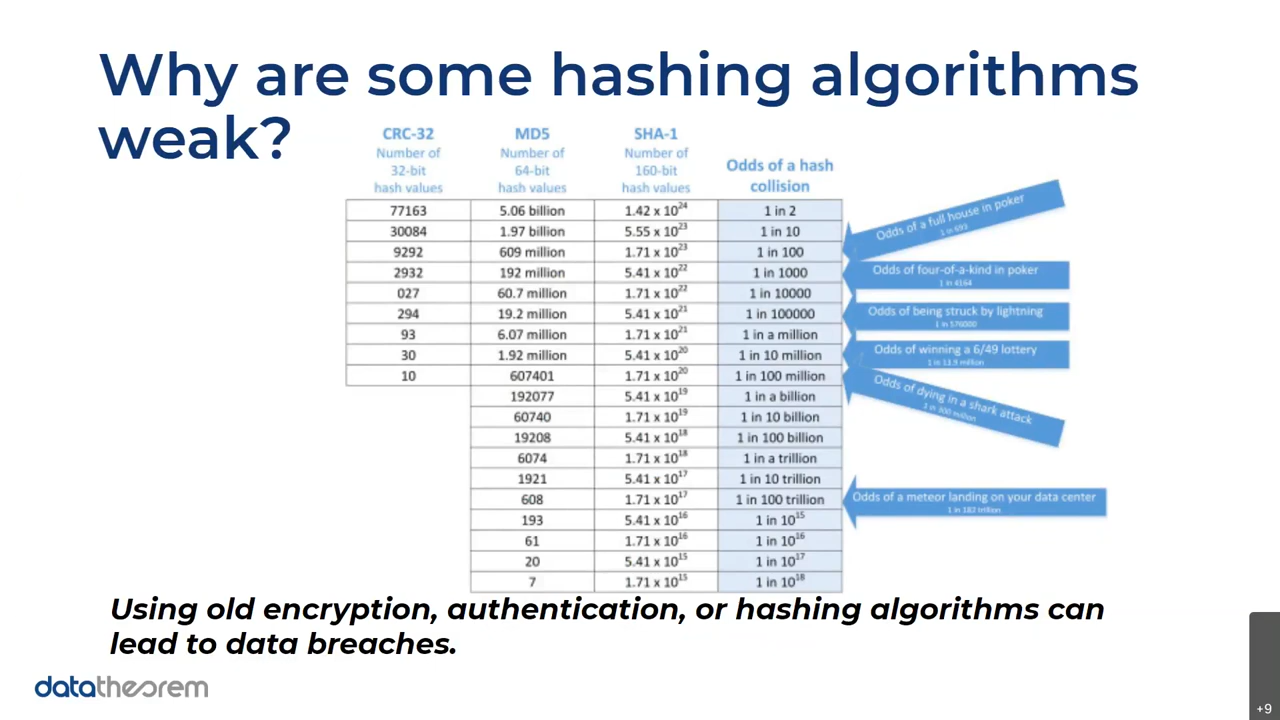 Why are some hashing algorithms
weak?
CRC-32 MD5 SHA-1
Number of Number of Number of Odds of a hash
32-bit 64-bit 160-bit collision
hash values hash values hash values
77163 5.06 billion 1.42 x 10²⁴ 1 in 2
30084 1.97 billion 5.55 x 10²³ 1 in 10
9292 609 million 1.71 x 10²³ 1 in 100
2932 192 million 5.41 x 10²² 1 in 1000
027 60.7 million 1.71 x 10²² 1 in 10000
294 19.2 million 5.41 x 10²¹ 1 in 100000
93 6.07 million 1.71 x 10²¹ 1 in a million
30 1.92 million 5.41 x 10²⁰ 1 in 10 million
10 607401 1.71 x 10²⁰ 1 in 100 million
192077 5.41 x 10¹⁹ 1 in a billion
60740 1.71 x 10¹⁹ 1 in 10 billion
19208 5.41 x 10¹⁸ 1 in 100 billion
6074 1.71 x 10¹⁸ 1 in a trillion
1921 5.41 x 10¹⁷ 1 in 10 trillion
608 1.71 x 10¹⁷ 1 in 100 trillion
193 5.41 x 10¹⁶ 1 in 10¹⁵
61 1.71 x 10¹⁶ 1 in 10¹⁶
20 5.41 x 10¹⁵ 1 in 10¹⁷
7 1.71 x 10¹⁵ 1 in 10¹⁸
Odds of a full house in poker
1 in 693
Odds of four-of-a-kind in poker
1 in 4164
Odds of being struck by lightning
1 in 576000
Odds of winning a 6/49 lottery
1 in 13.9 million
Odds of dying in a shark attack
1 in 300 million
Odds of a meteor landing on your data center
1 in 182 trillion
Using old encryption, authentication, or hashing algorithms can
lead to data breaches.
datatheorem
+9